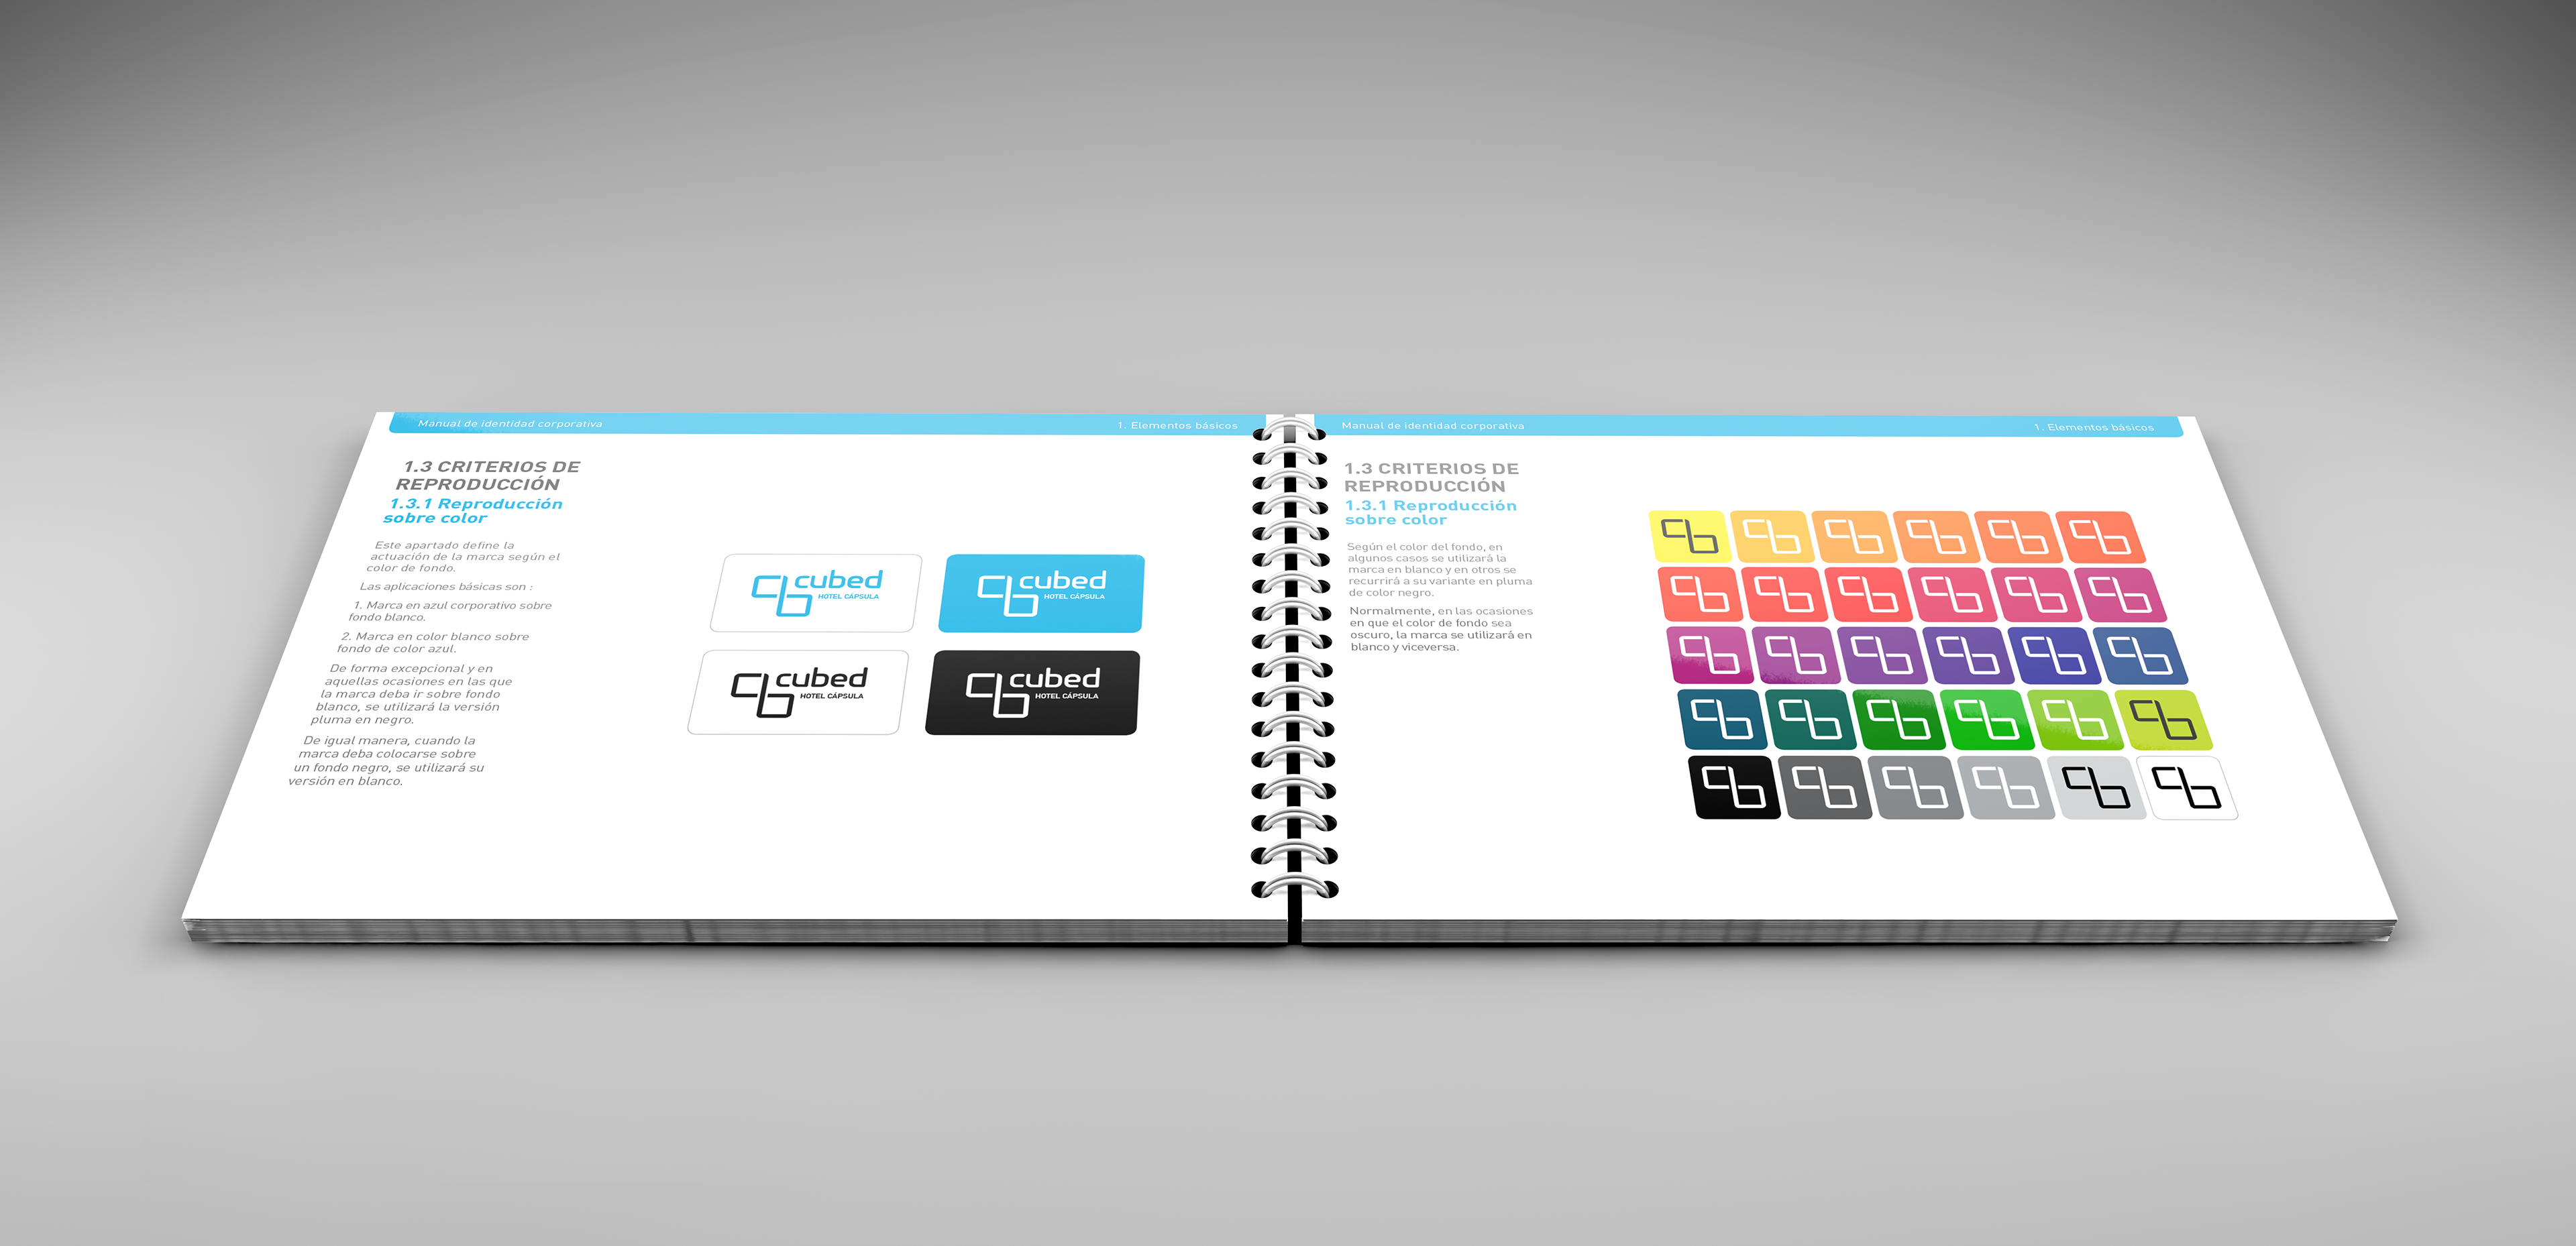 Manual de identidad corporativa
1. Elementos básicos
1.3 CRITERIOS DE
REPRODUCCIÓN
1.3.1 Reproducción
sobre color
Este apartado define la
actuación de la marca según el
color de fondo.
Las aplicaciones básicas son :
1. Marca en azul corporativo sobre
fondo blanco.
2. Marca en color blanco sobre
fondo de color azul.
De forma excepcional y en
aquellas ocasiones en las que
la marca deba ir sobre fondo
blanco, se utilizará la versión
pluma en negro.
De igual manera, cuando la
marca deba colocarse sobre
un fondo negro, se utilizará su
versión en blanco.
cubed
HOTEL CÁPSULA
cubed
HOTEL CÁPSULA
cubed
HOTEL CÁPSULA
cubed
HOTEL CÁPSULA
Manual de identidad corporativa
1. Elementos básicos
1.3 CRITERIOS DE
REPRODUCCIÓN
1.3.1 Reproducción
sobre color
Según el color del fondo, en
algunos casos se utilizará la
marca en blanco y en otros se
recurrirá a su variante en pluma
de color negro.
Normalmente, en las ocasiones
en que el color de fondo sea
oscuro, la marca se utilizará en
blanco y viceversa.